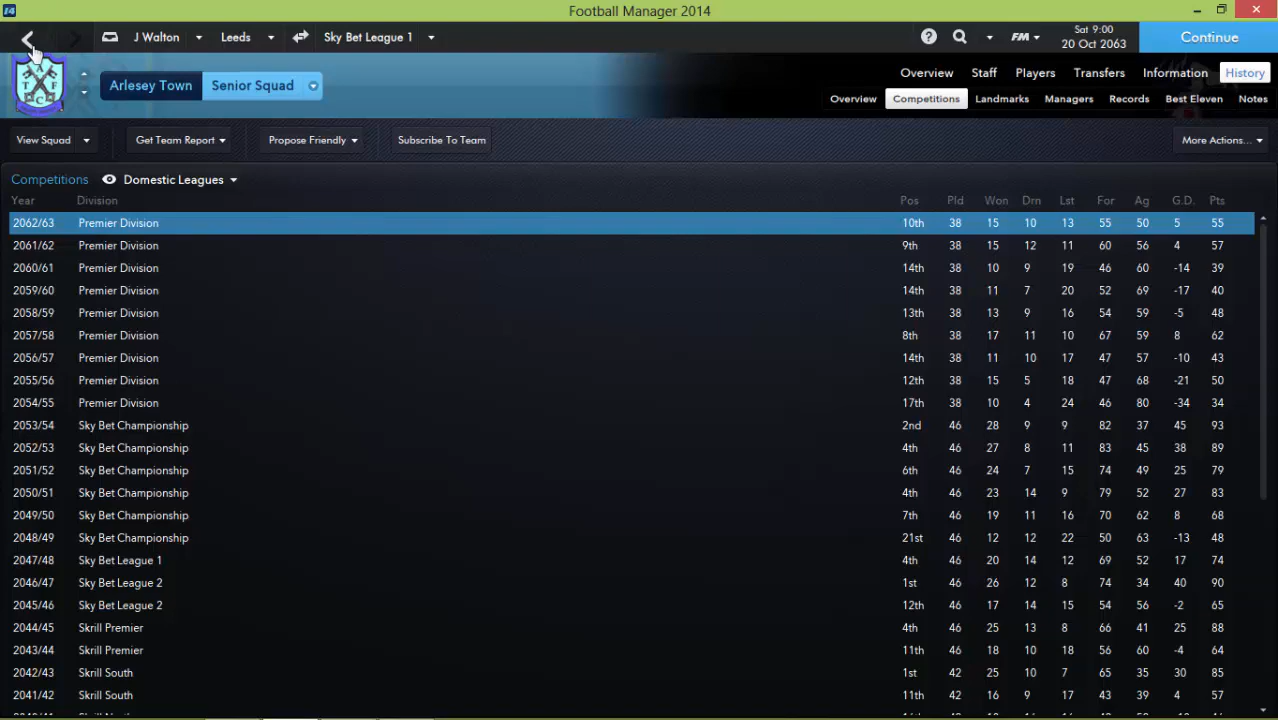 Football Manager 2014
J Walton Leeds Sky Bet League 1 FM Sat 9:00 20 Oct 2063 Continue
Arlesey Town Senior Squad
Overview Staff Players Transfers Information History
Overview Competitions Landmarks Managers Records Best Eleven Notes
View Squad Get Team Report Propose Friendly Subscribe To Team More Actions...
Competitions Domestic Leagues
Year Division Pos Pld Won Drn Lst For Ag G.D. Pts
2062/63 Premier Division 10th 38 15 10 13 55 50 5 55
2061/62 Premier Division 9th 38 15 12 11 60 56 4 57
2060/61 Premier Division 14th 38 10 9 19 46 60 -14 39
2059/60 Premier Division 14th 38 11 7 20 52 69 -17 40
2058/59 Premier Division 13th 38 13 9 16 54 59 -5 48
2057/58 Premier Division 8th 38 17 11 10 67 59 8 62
2056/57 Premier Division 14th 38 11 10 17 47 57 -10 43
2055/56 Premier Division 12th 38 15 5 18 47 68 -21 50
2054/55 Premier Division 17th 38 10 4 24 46 80 -34 34
2053/54 Sky Bet Championship 2nd 46 28 9 9 82 37 45 93
2052/53 Sky Bet Championship 4th 46 27 8 11 83 45 38 89
2051/52 Sky Bet Championship 6th 46 24 7 15 74 49 25 79
2050/51 Sky Bet Championship 4th 46 23 14 9 79 52 27 83
2049/50 Sky Bet Championship 7th 46 19 11 16 70 62 8 68
2048/49 Sky Bet Championship 21st 46 12 12 22 50 63 -13 48
2047/48 Sky Bet League 1 4th 46 20 14 12 69 52 17 74
2046/47 Sky Bet League 2 1st 46 26 12 8 74 34 40 90
2045/46 Sky Bet League 2 12th 46 17 14 15 54 56 -2 65
2044/45 Skrill Premier 4th 46 25 13 8 66 41 25 88
2043/44 Skrill Premier 11th 46 18 10 18 56 60 -4 64
2042/43 Skrill South 1st 42 25 10 7 65 35 30 85
2041/42 Skrill South 11th 42 16 9 17 43 39 4 57